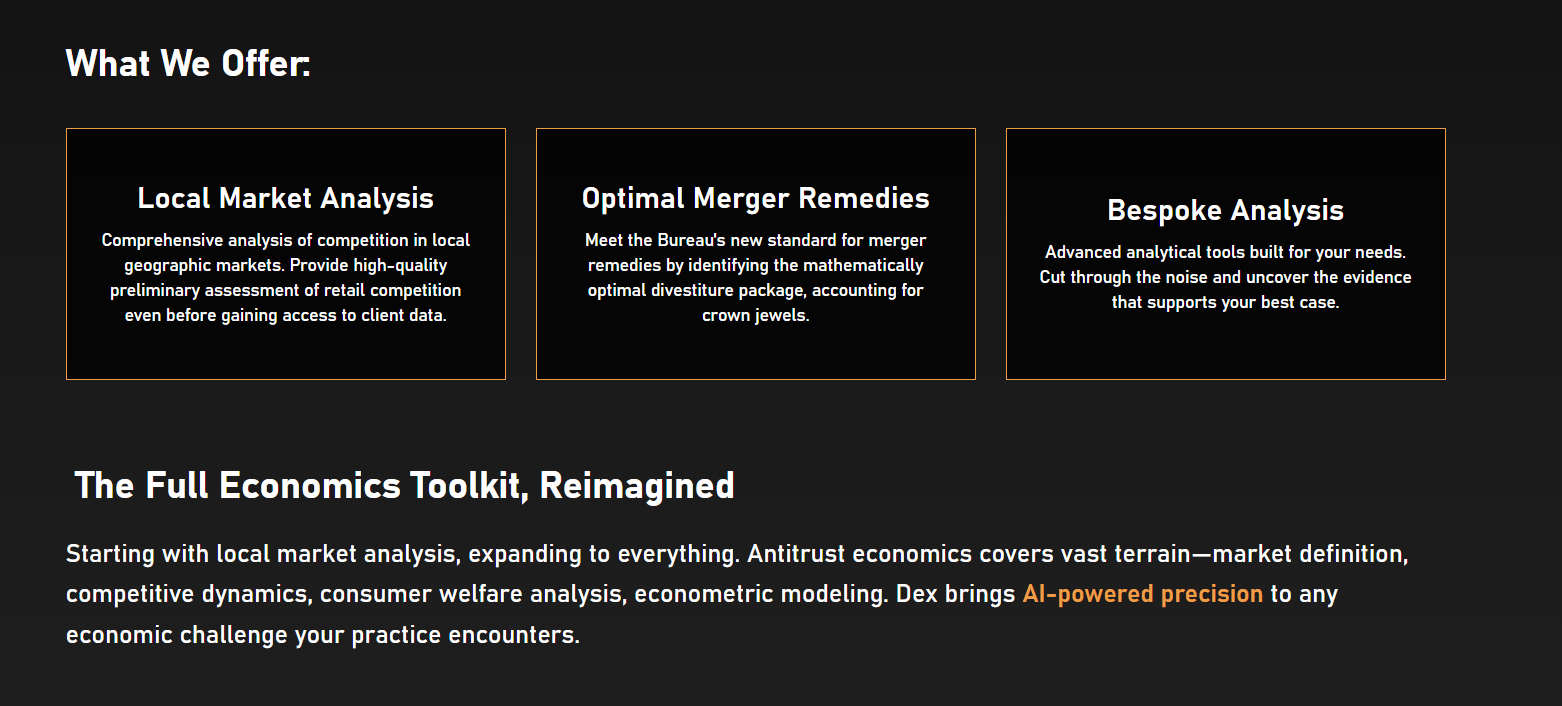 What We Offer:
Local Market Analysis
Comprehensive analysis of competition in local
geographic markets. Provide high-quality
preliminary assessment of retail competition
even before gaining access to client data.
Optimal Merger Remedies
Meet the Bureau's new standard for merger
remedies by identifying the mathematically
optimal divestiture package, accounting for
crown jewels.
Bespoke Analysis
Advanced analytical tools built for your needs.
Cut through the noise and uncover the evidence
that supports your best case.
The Full Economics Toolkit, Reimagined
Starting with local market analysis, expanding to everything. Antitrust economics covers vast terrain—market definition,
competitive dynamics, consumer welfare analysis, econometric modeling. Dex brings AI-powered precision to any
economic challenge your practice encounters.